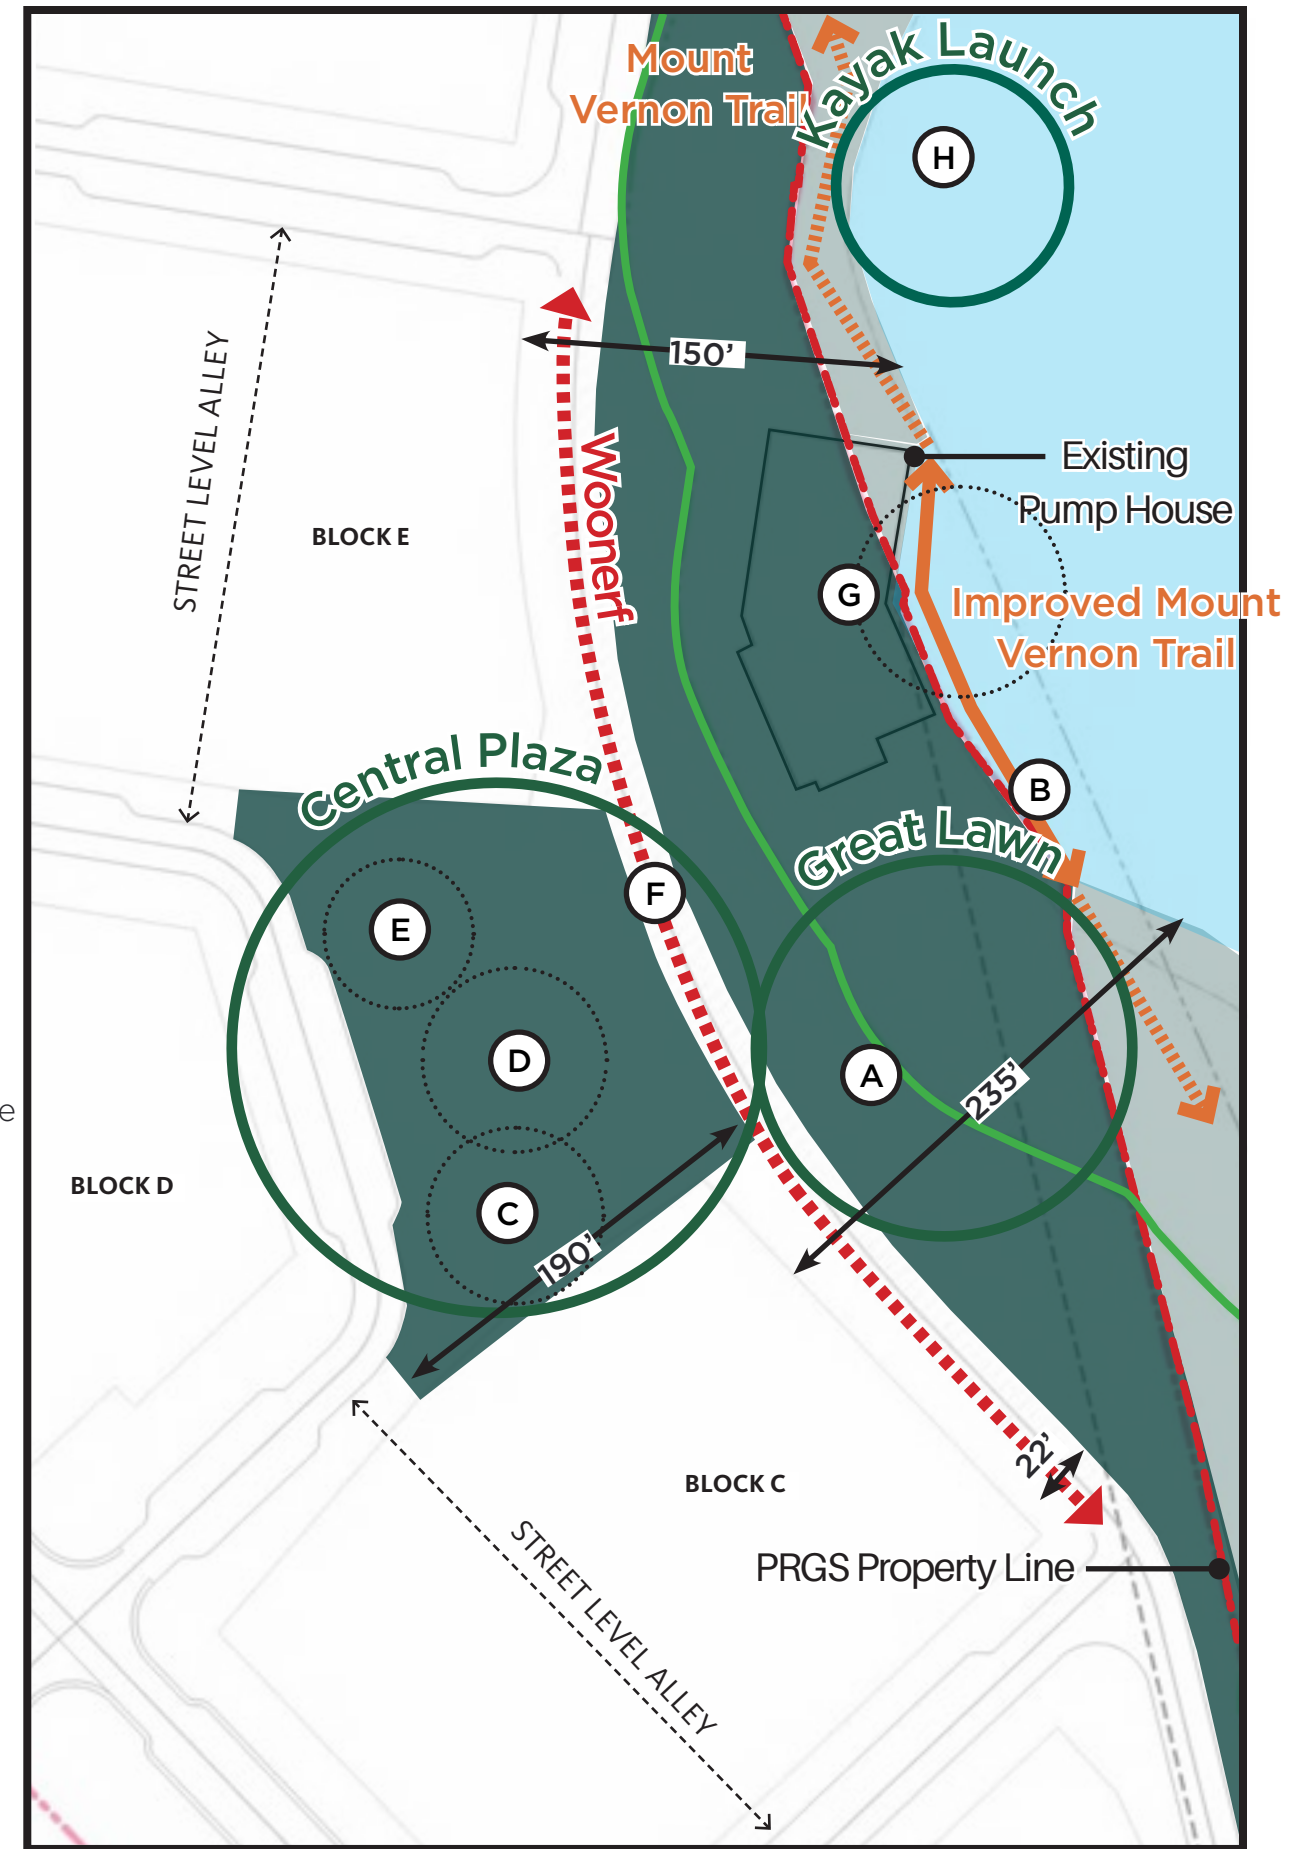 Mount
Vernon Trail
Kayak Launch
H
150’
STREET LEVEL ALLEY
Woonerf
Existing
Pump House
BLOCK E
G
Improved Mount
Vernon Trail
B
Central Plaza
Great Lawn
F
E
D
A
235’
e
BLOCK D
C
190’
22’
BLOCK C
STREET LEVEL ALLEY
PRGS Property Line